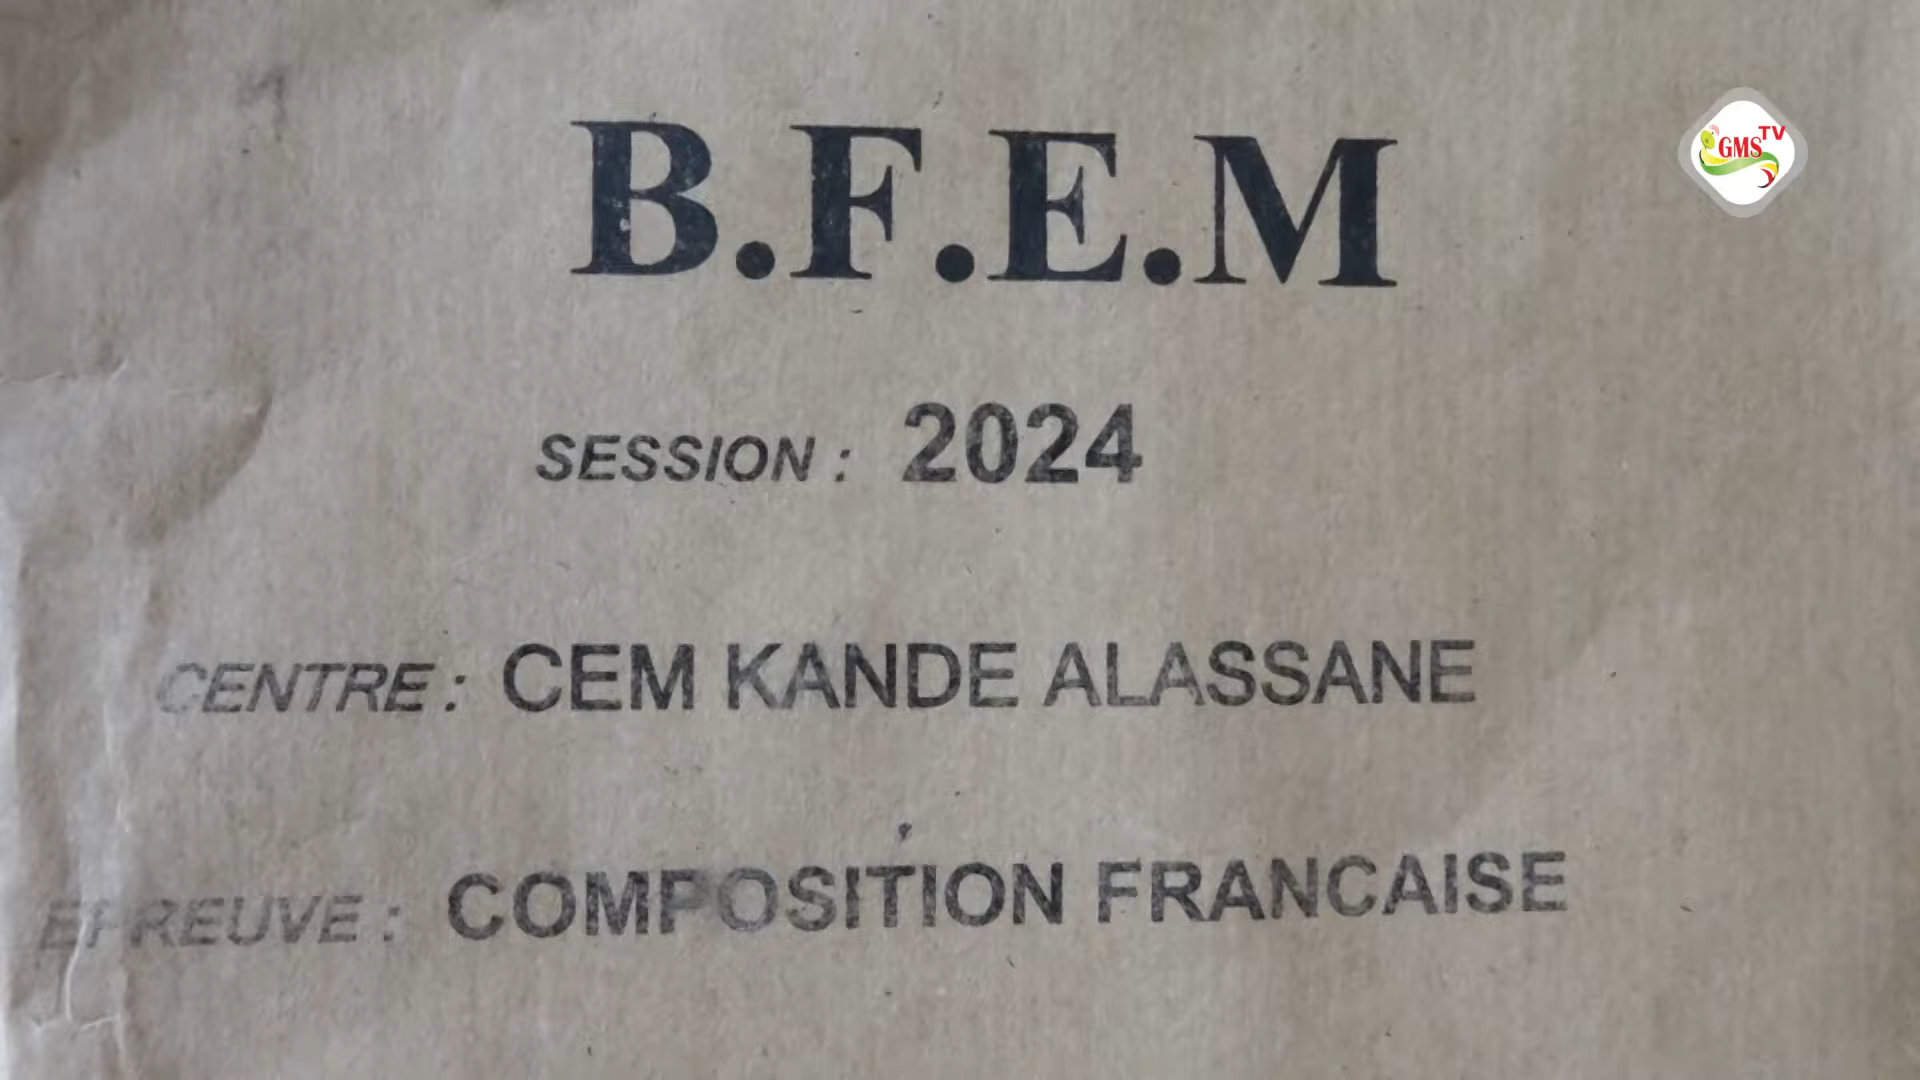 B.F.E.M
GMS TV
SESSION : 2024
CENTRE : CEM KANDE ALASSANE
EPREUVE : COMPOSITION FRANCAISE